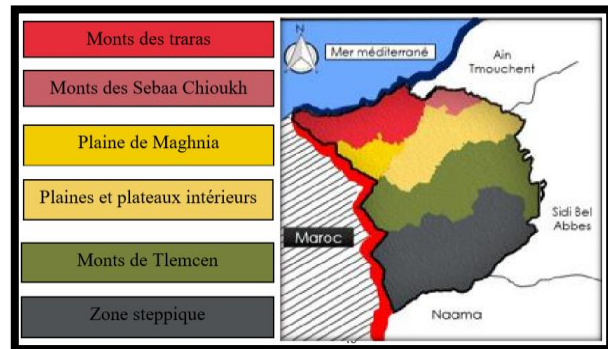 Monts des traras
Monts des Sebaa Chioukh
Plaine de Maghnia
Plaines et plateaux intérieurs
Monts de Tlemcen
Zone steppique
N
Mer méditerrané
Ain
Tmouchent
Sidi Bel
Abbes
Maroc
Naama